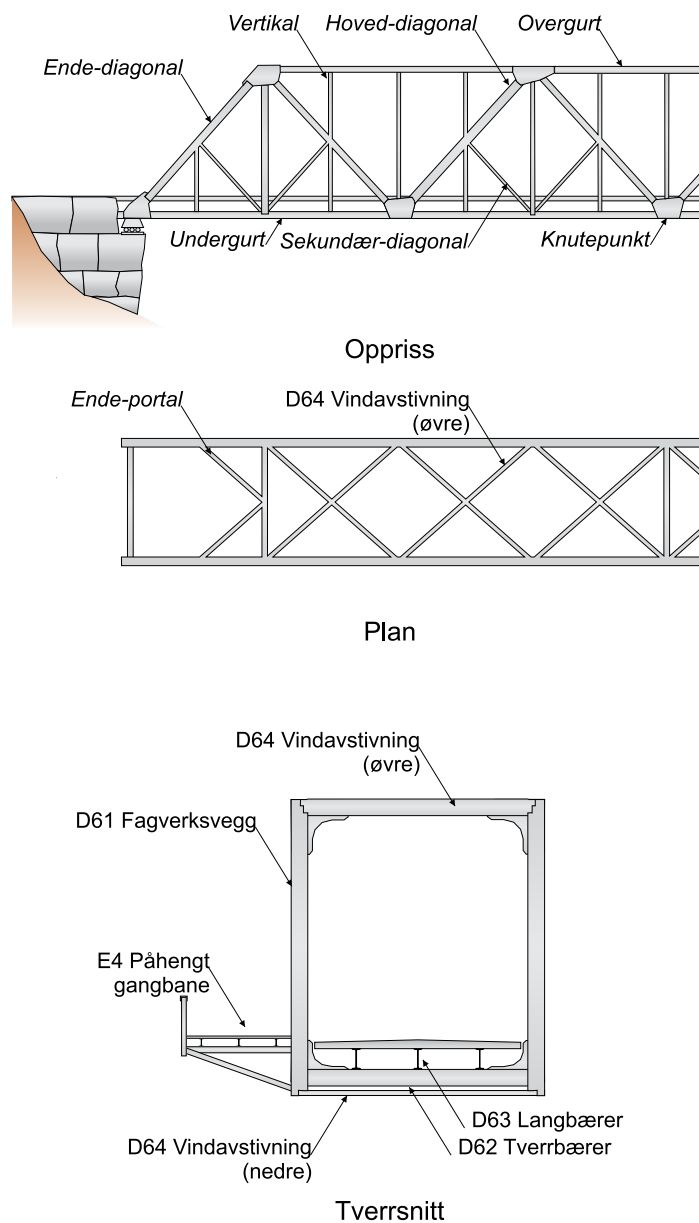 Vertikal
Hoved-diagonal
Overgurt
Ende-diagonal
Undergurt
Sekundær-diagonal
Knutepunkt
Oppriss
Ende-portal
D64 Vindavstivning
(øvre)
Plan
D64 Vindavstivning
(øvre)
D61 Fagverksvegg
E4 Påhengt
gangbane
D63 Langbærer
D64 Vindavstivning
(nedre)
D62 Tverrbærer
Tverrsnitt